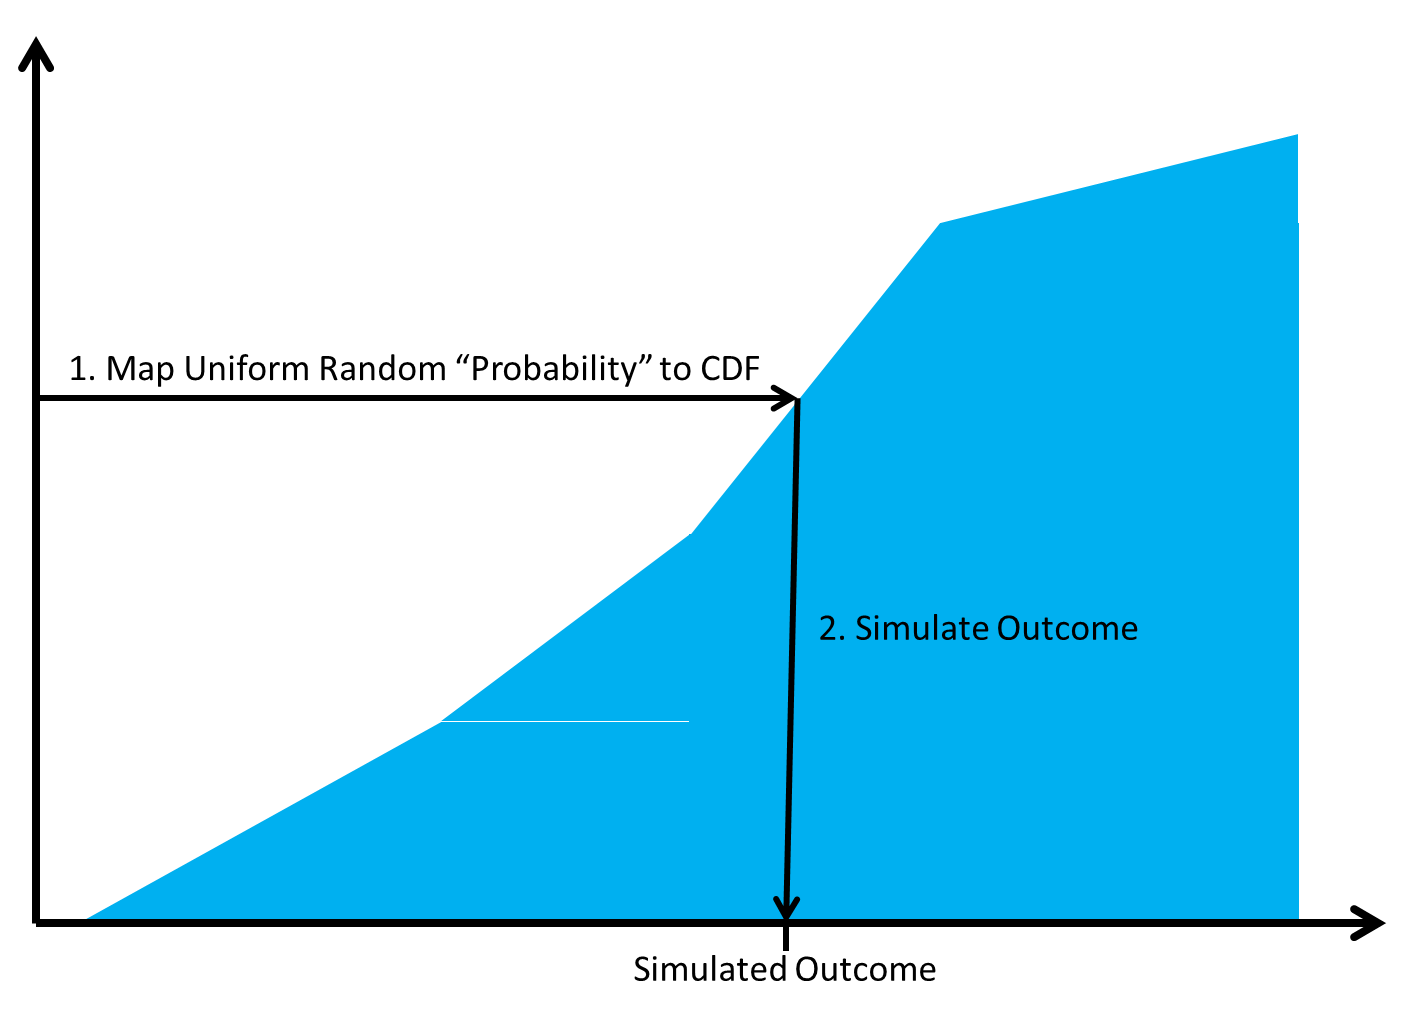 1. Map Uniform Random “Probability” to CDF
2. Simulate Outcome
Simulated Outcome